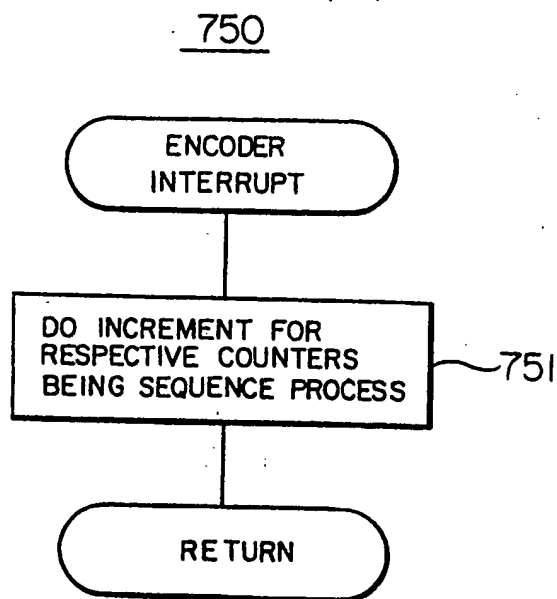 750
ENCODER
INTERRUPT
DO INCREMENT FOR
RESPECTIVE COUNTERS
BEING SEQUENCE PROCESS
751
RETURN